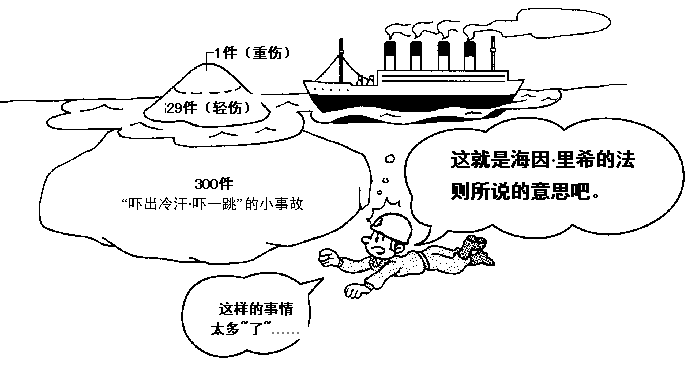 1件（重伤）
29件（轻伤）
300件
“吓出冷汗·吓一跳”的小事故
这就是海因·里希的法
则所说的意思吧。
这样的事情
太多~了~……